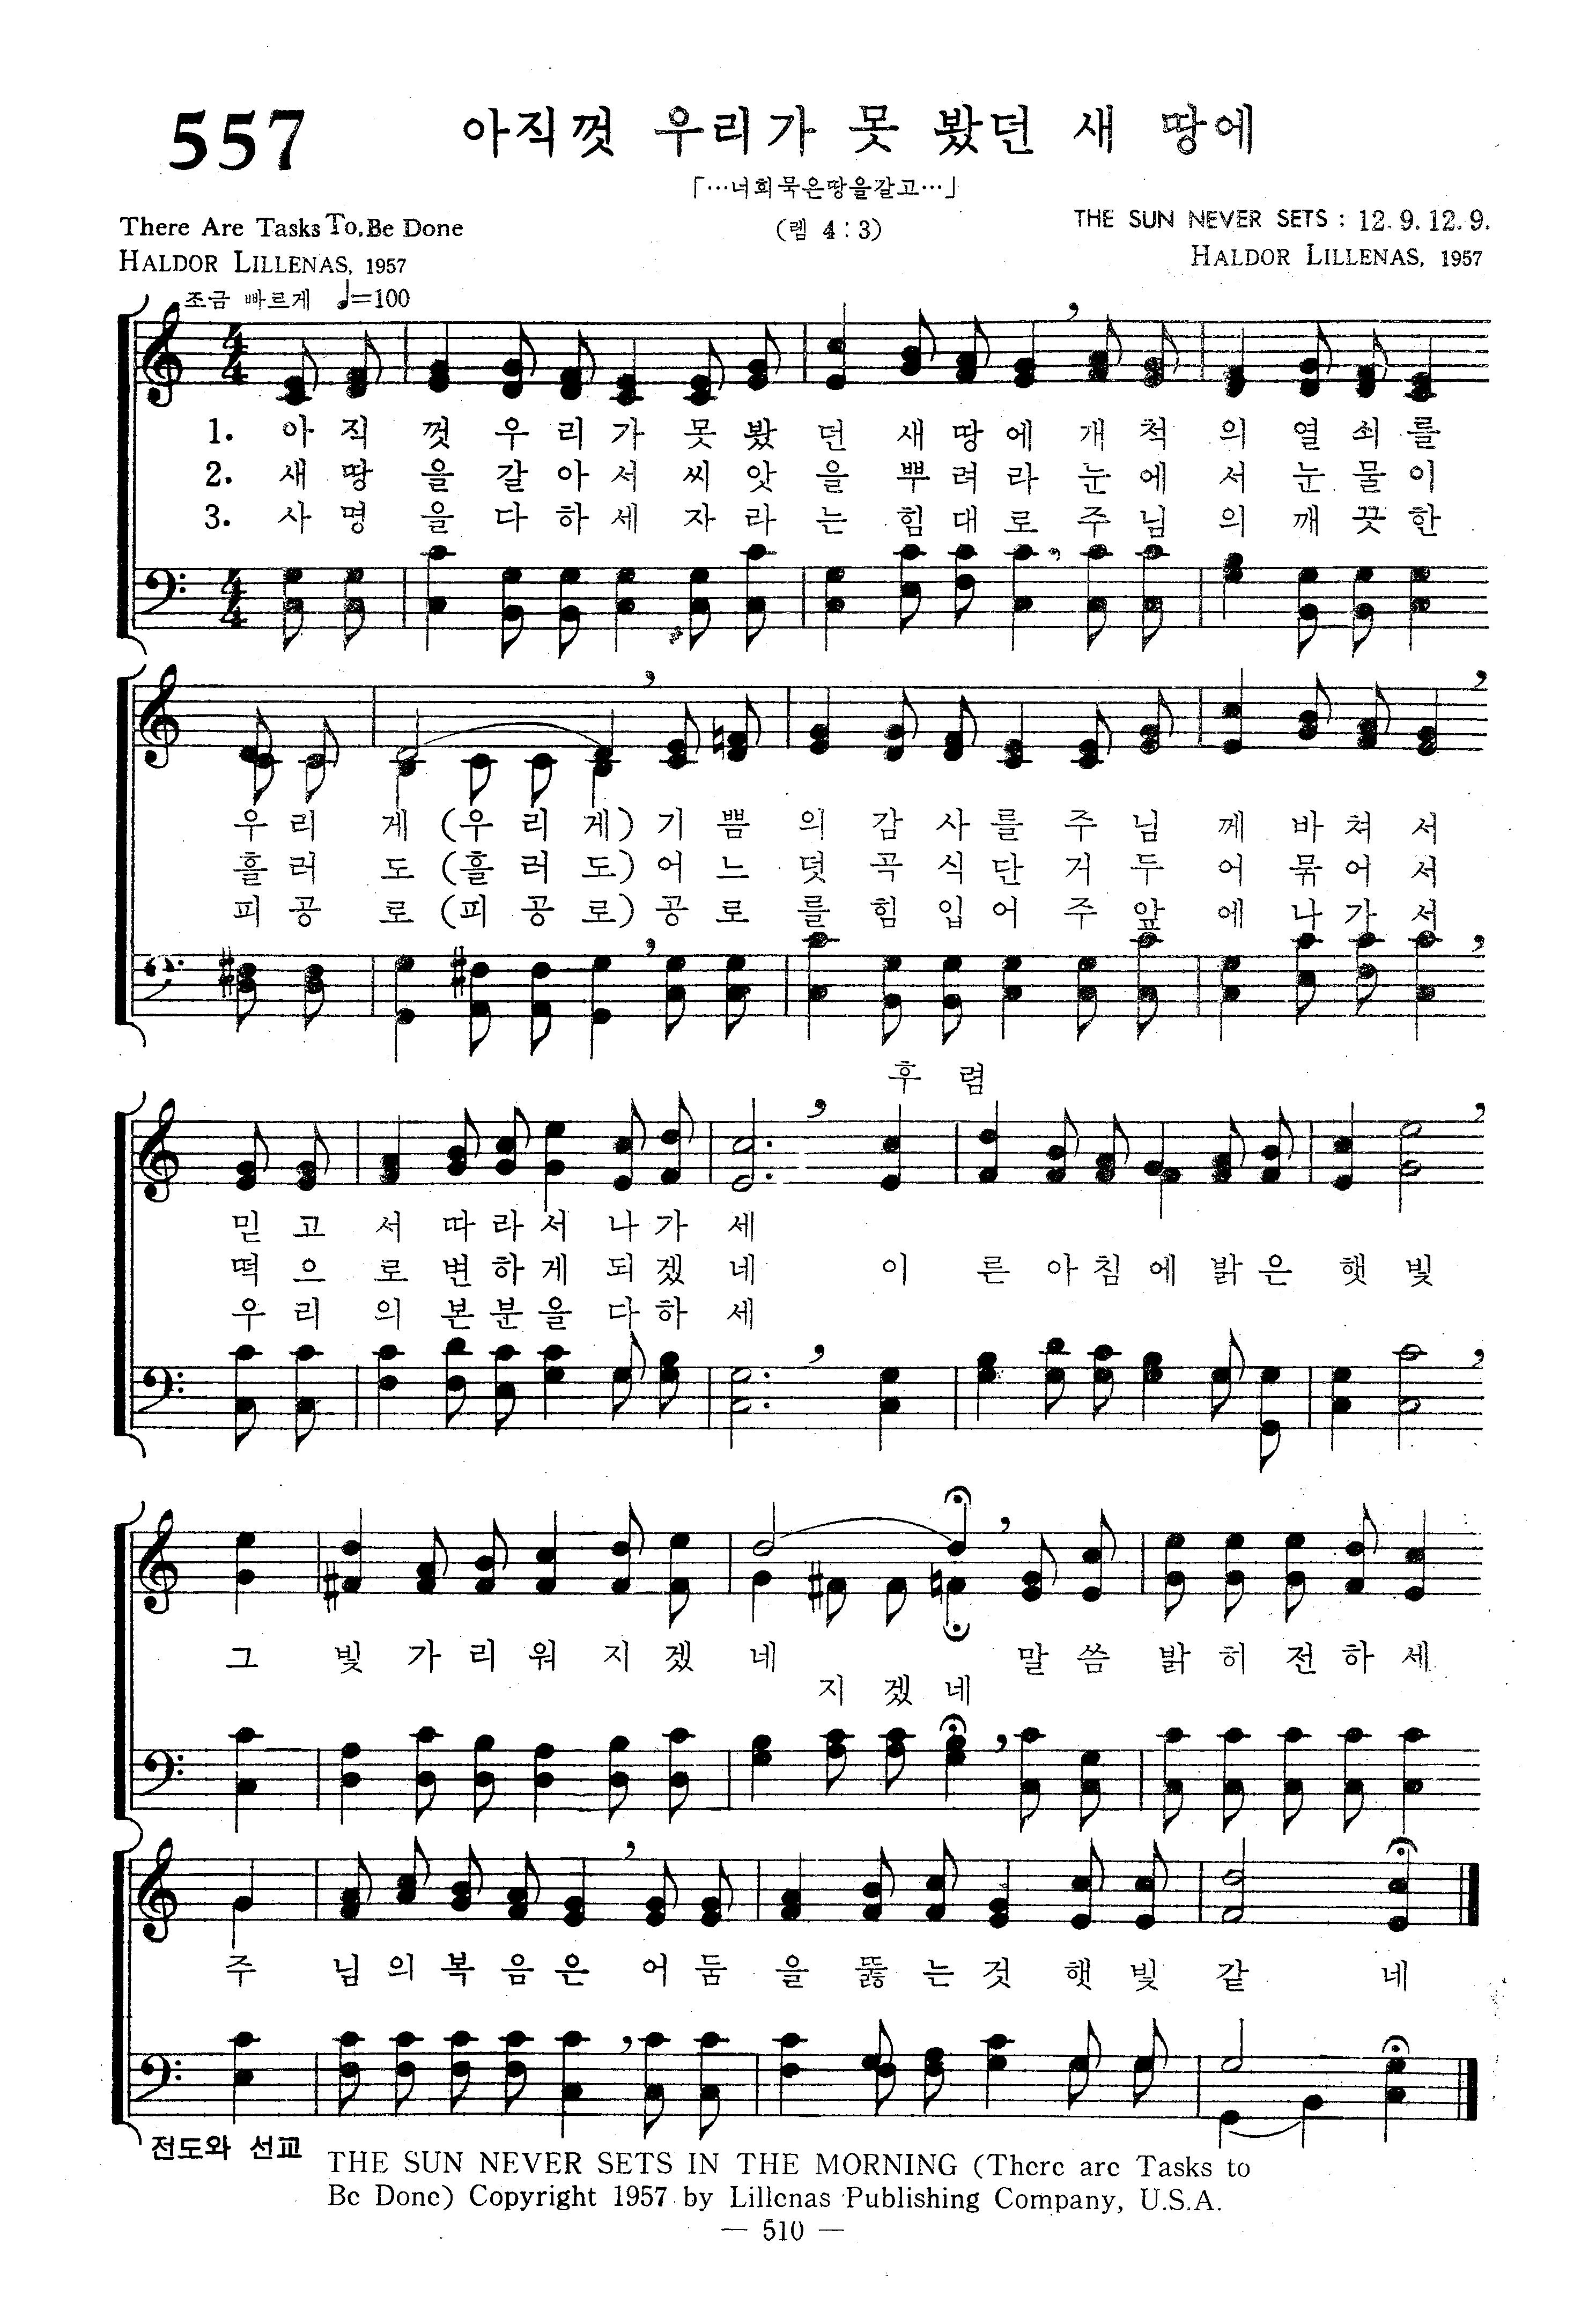 557
아직껏 우리가 못 봤던 새 땅에
「…너희묵은땅을갈고…」
(렘 4:3)
There Are Tasks To.Be Done
HALDOR LILLENAS, 1957
THE SUN NEVER SETS : 12.9.12.9.
HALDOR LILLENAS, 1957
조금 빠르게 ♩=100
1. 아 직 껏 우 리 가 못 봤 던 새 땅 에 개 척 의 열 쇠 를
2. 새 땅 을 갈 아 서 씨 앗 을 뿌 려 라 눈 에 서 눈 물 이
3. 사 명 을 다 하 세 자 라 는 힘 대 로 주 님 의 깨 끗 한
우 리 게 (우 리 게) 기 쁨 의 감 사 를 주 님 께 바 쳐 서
흘 러 도 (흘 러 도) 어 느 덧 곡 식 단 거 두 어 묶 어 서
피 공 로 (피 공 로) 공 로 를 힘 입 어 주 앞 에 나 가 서
후 렴
믿 고 서 따 라 서 나 가 세
떡 으 로 변 하 게 되 겠 네 이 른 아 침 에 밝 은 햇 빛
우 리 의 본 분 을 다 하 세
그 빛 가 리 워 지 겠 네 말 씀 밝 히 전 하 세
지 겠 네
주 님 의 복 음 은 어 둠 을 뚫 는 것 햇 빛 같 네
전도와 선교
THE SUN NEVER SETS IN THE MORNING (There are Tasks to
Be Done) Copyright 1957 by Lillenas Publishing Company, U.S.A.
— 510 —